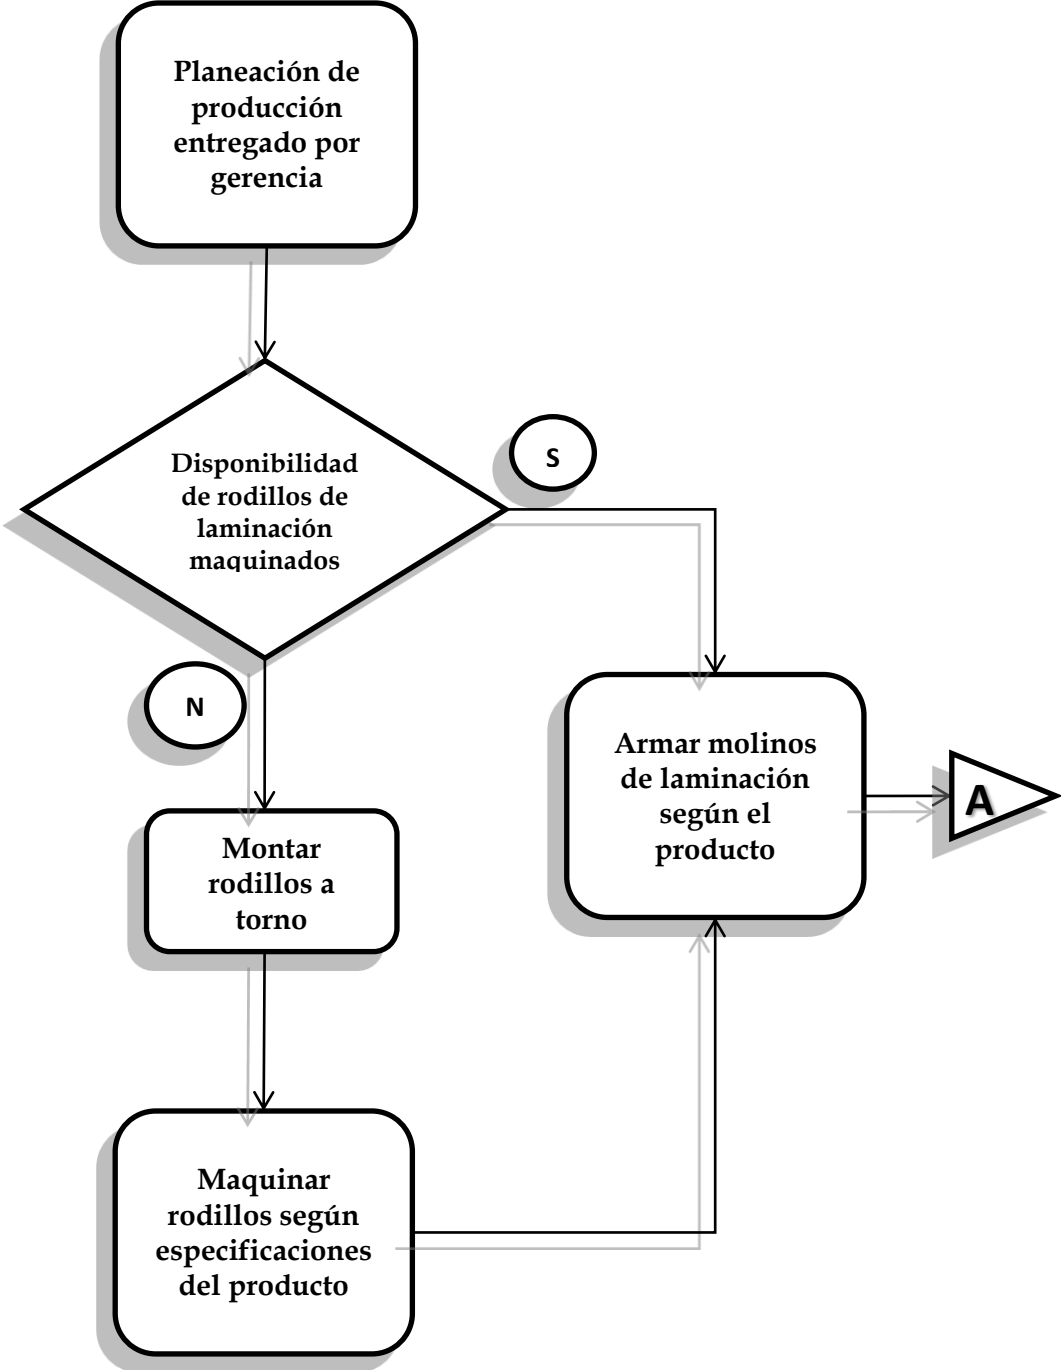 Planeación de
producción
entregado por
gerencia
Disponibilidad
de rodillos de
laminación
maquinados
S
N
Armar molinos
de laminación
según el
producto
A
Montar
rodillos a
torno
Maquinar
rodillos según
especificaciones
del producto